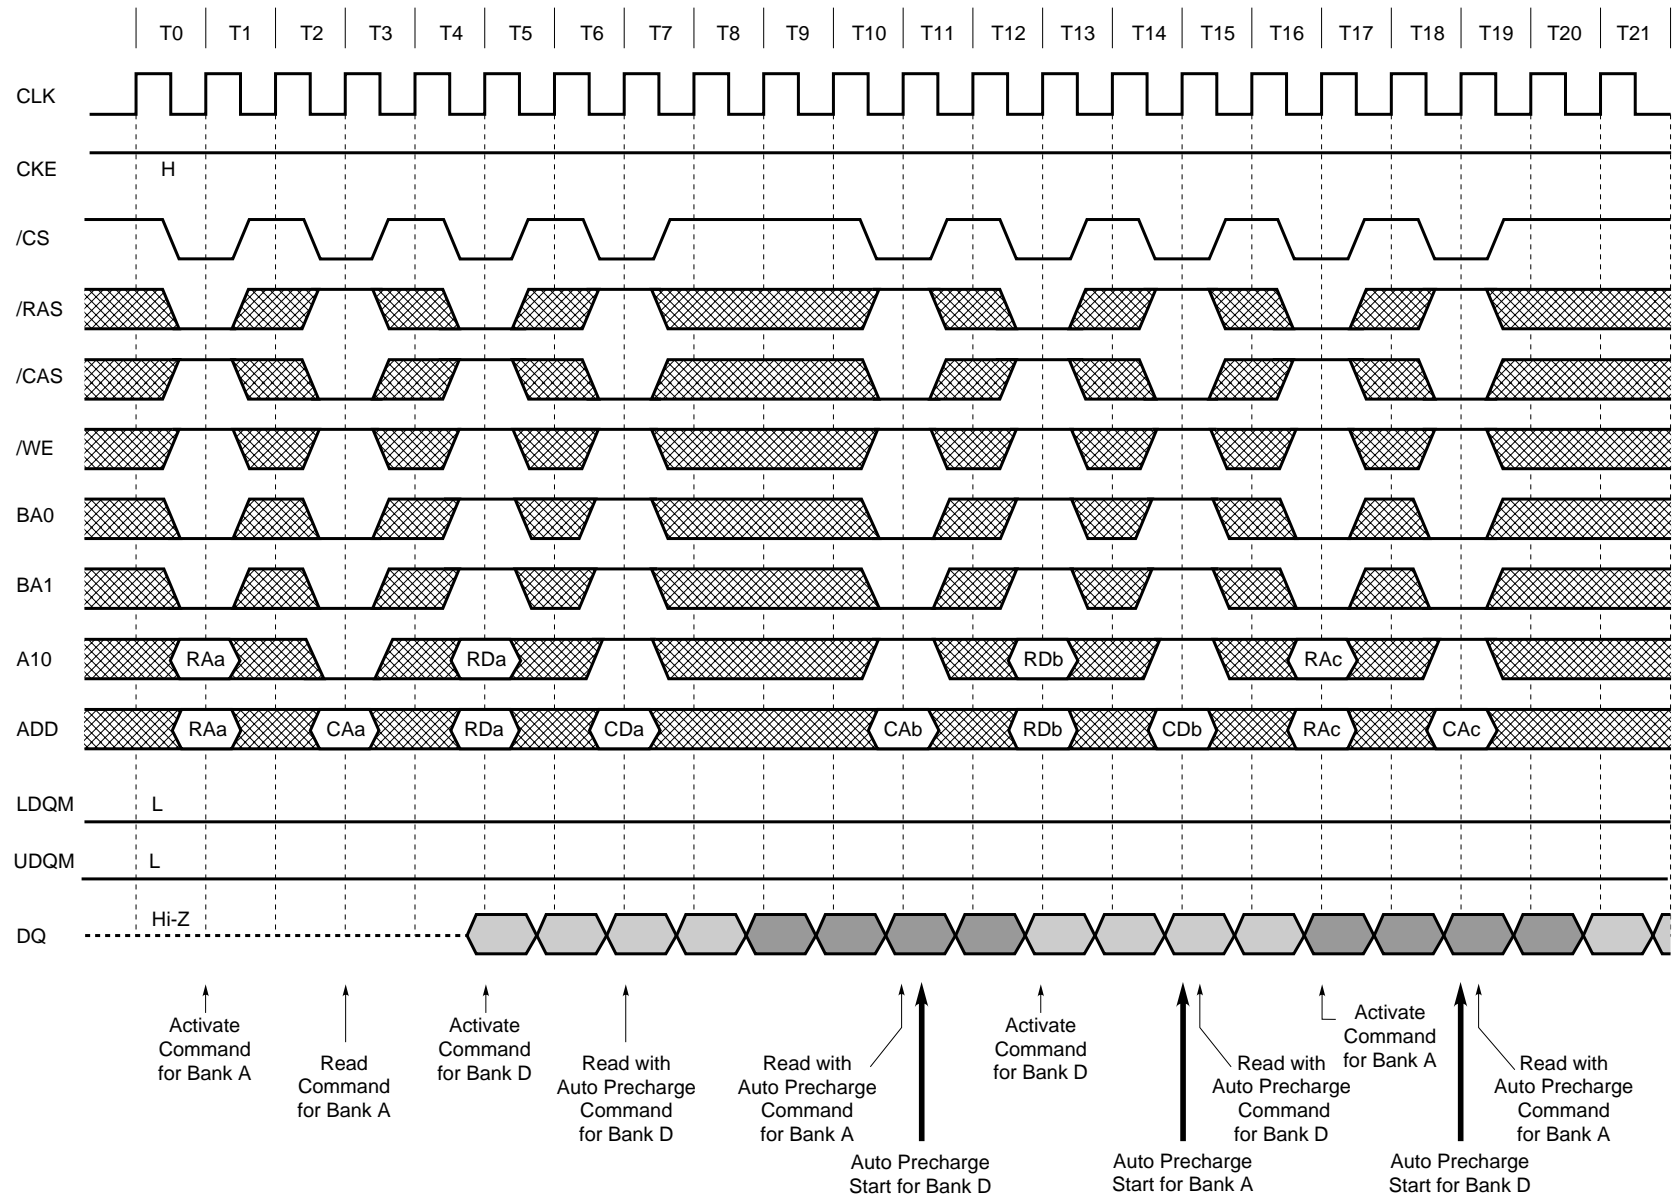 T0 T1 T2 T3 T4 T5 T6 T7 T8 T9 T10 T11 T12 T13 T14 T15 T16 T17 T18 T19 T20 T21
CLK
CKE H
/CS
/RAS
/CAS
/WE
BA0
BA1
A10 RAa RDa RDb RAc
ADD RAa CAa RDa CDa CAb RDb CDb RAc CAc
LDQM L
UDQM L
DQ Hi-Z
Activate
Command
for Bank A
Read
Command
for Bank A
Activate
Command
for Bank D
Read with
Auto Precharge
Command
for Bank D
Read with
Auto Precharge
Command
for Bank A
Auto Precharge
Start for Bank D
Activate
Command
for Bank D
Auto Precharge
Start for Bank A
Read with
Auto Precharge
Command
for Bank D
Activate
Command
for Bank A
Auto Precharge
Start for Bank D
Read with
Auto Precharge
Command
for Bank A